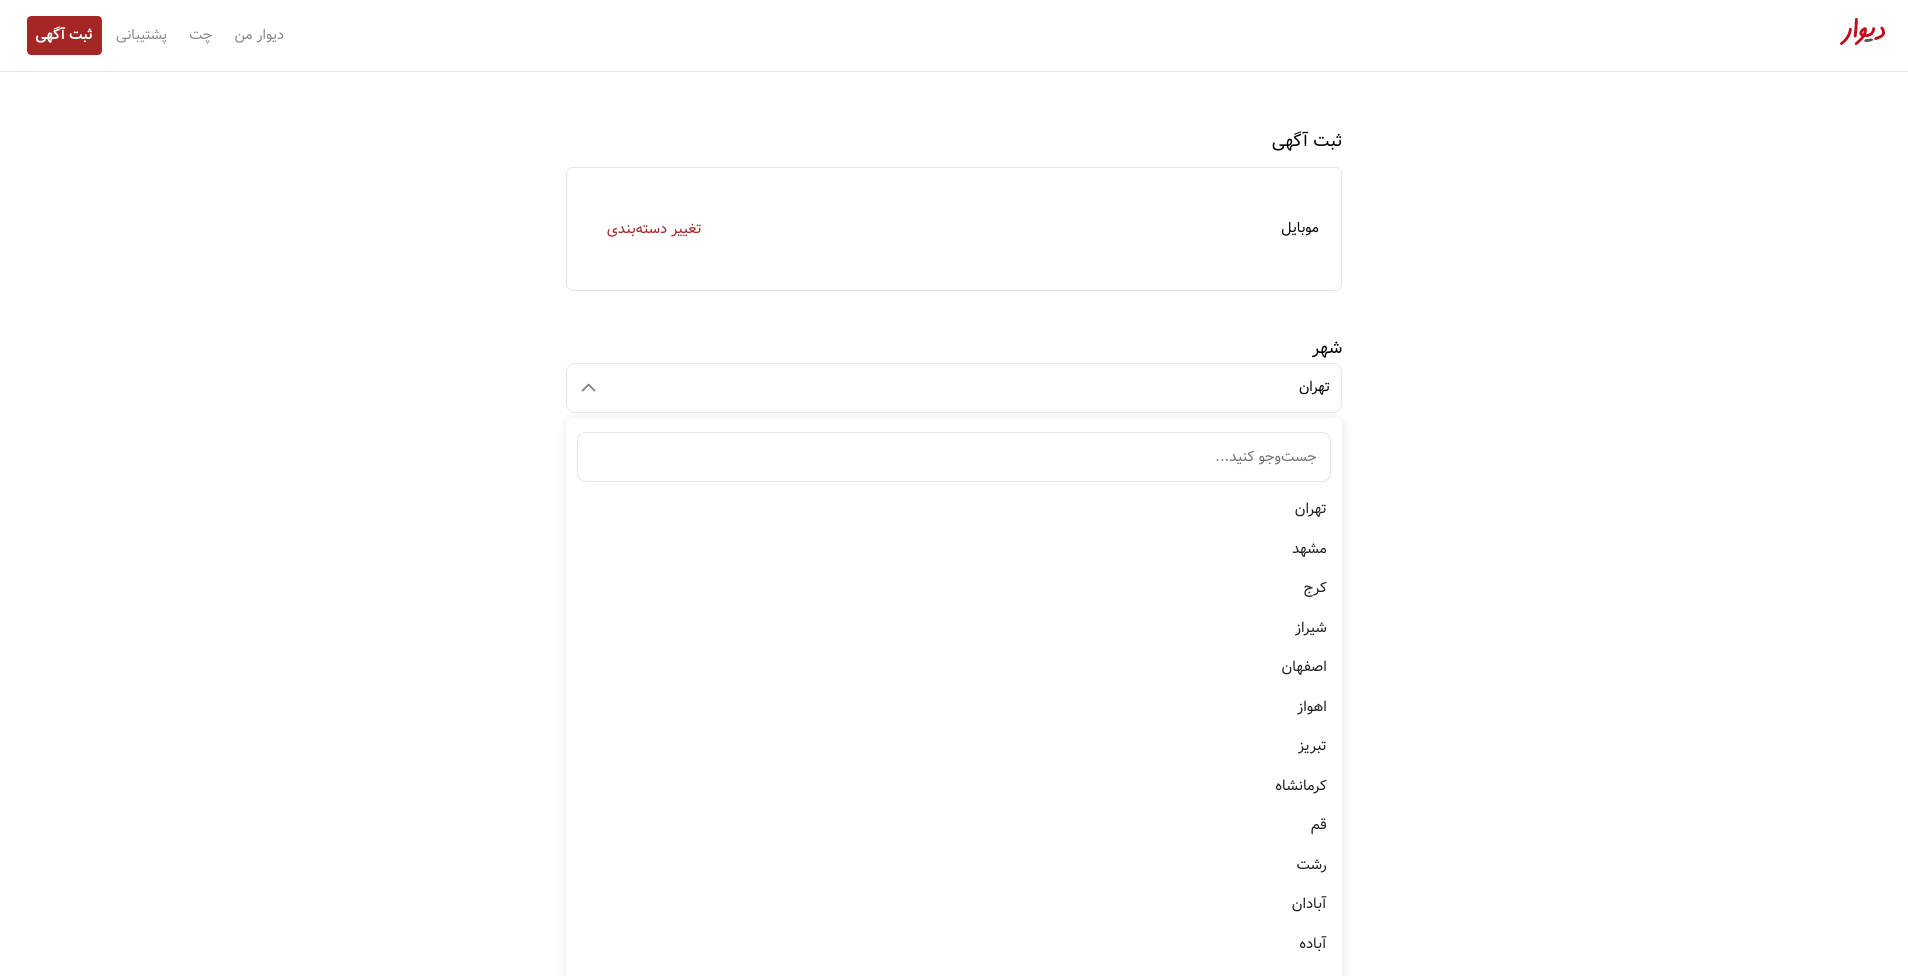 دیوار
دیوار من   چت   پشتیبانی   ثبت آگهی
ثبت آگهی
موبایل   تغییر دسته‌بندی
شهر
تهران
جست‌وجو کنید...
تهران
مشهد
کرج
شیراز
اصفهان
اهواز
تبریز
کرمانشاه
قم
رشت
آبادان
آباده